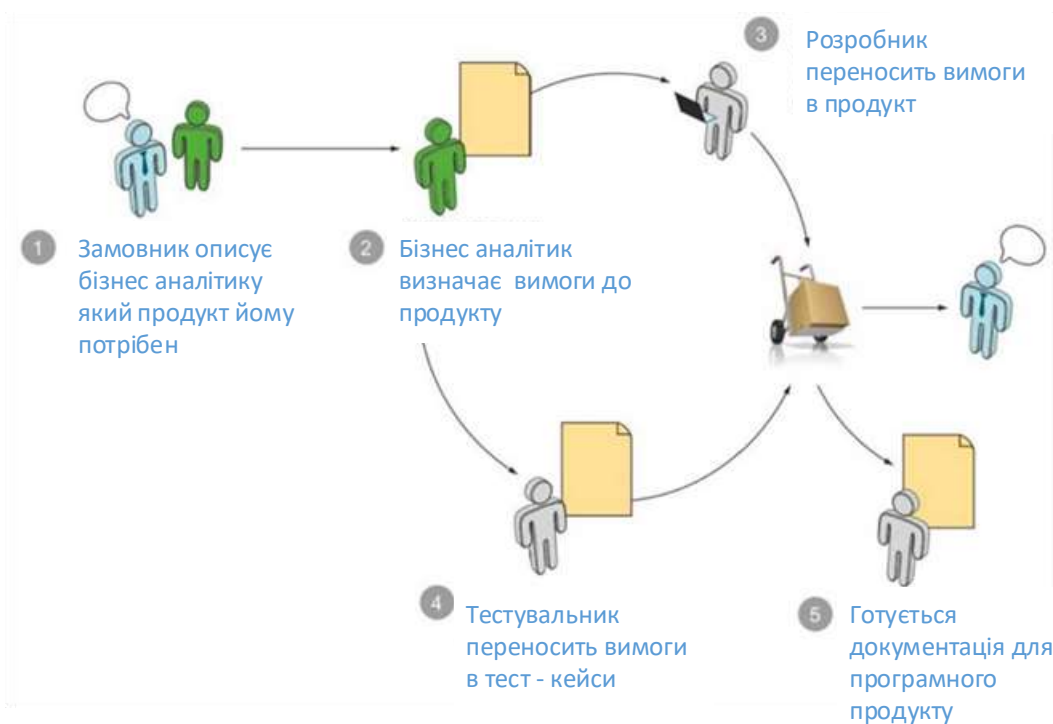 3
Розробник
переносить вимоги
в продукт
1
Замовник описує
бізнес аналітику
який продукт йому
потрібен
2
Бізнес аналітик
визначає вимоги до
продукту
4
Тестувальник
переносить вимоги
в тест - кейси
5
Готується
документація для
програмного
продукту